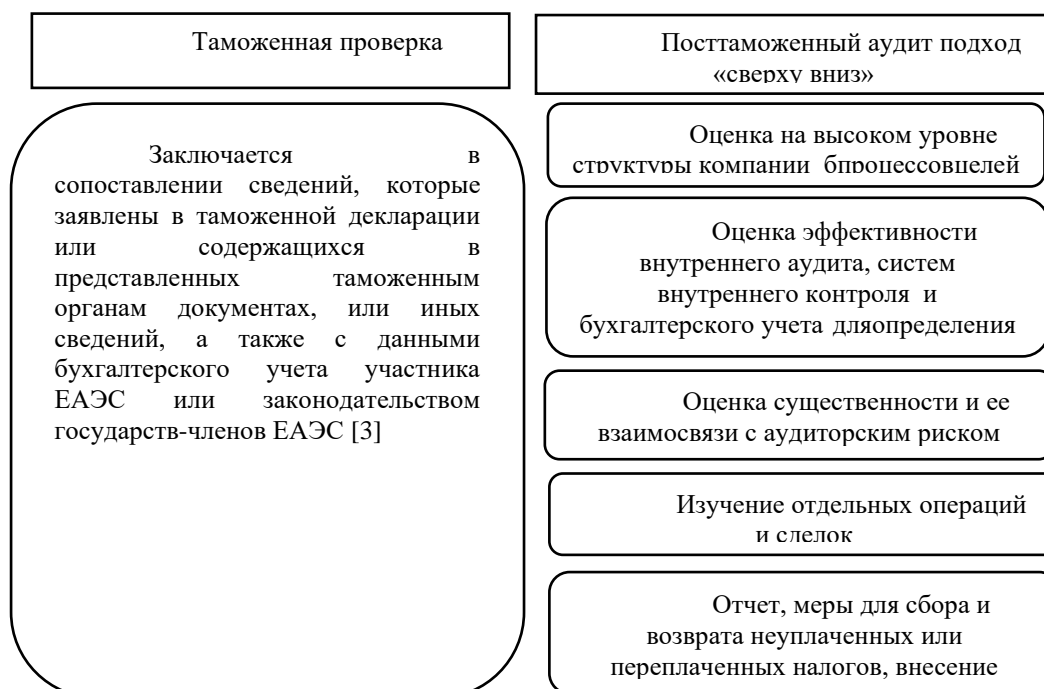 Таможенная проверка
Заключается в
сопоставлении сведений, которые
заявлены в таможенной декларации
или содержащихся в
представленных таможенным
органам документах, или иных
сведений, а также с данными
бухгалтерского учета участника
ЕАЭС или законодательством
государств-членов ЕАЭС [3]
Посттаможенный аудит подход
«сверху вниз»
Оценка на высоком уровне
структуры компании бпроцессовцелей
Оценка эффективности
внутреннего аудита, систем
внутреннего контроля и
бухгалтерского учета дляопределения
Оценка существенности и ее
взаимосвязи с аудиторским риском
Изучение отдельных операций
и сделок
Отчет, меры для сбора и
возврата неуплаченных или
переплаченных налогов, внесение